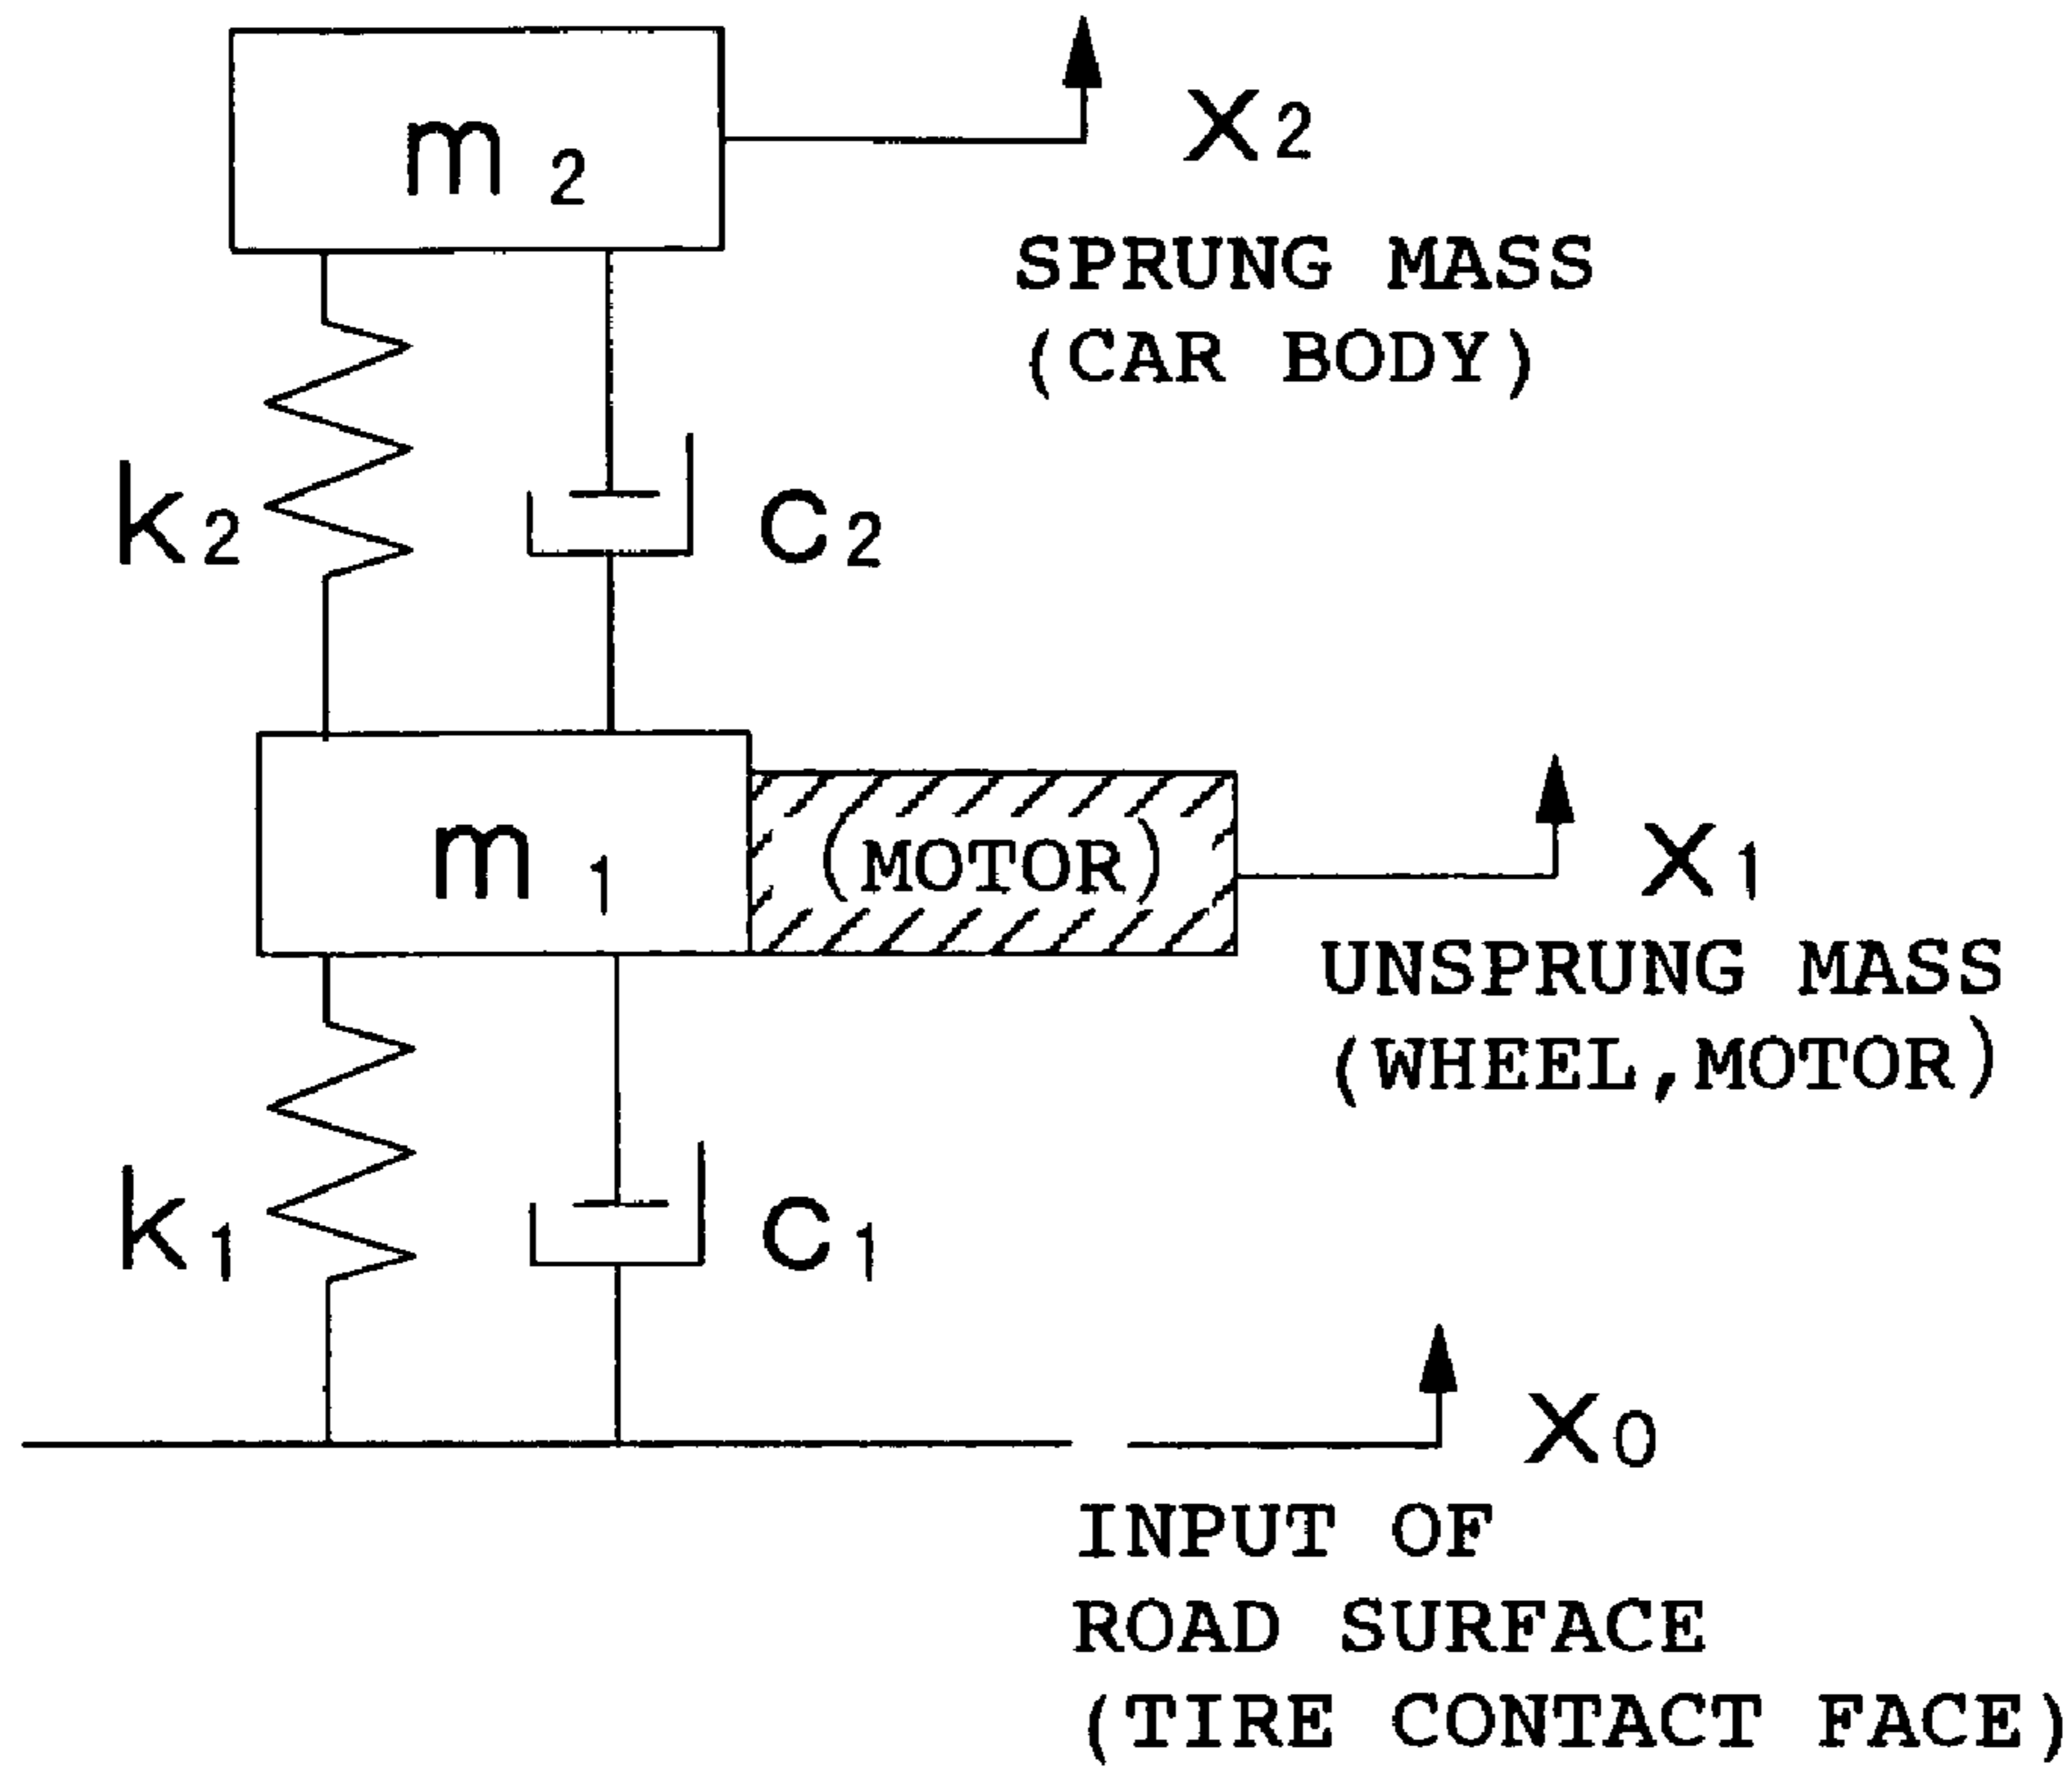 m2
x2
SPRUNG MASS
(CAR BODY)
k2
c2
m1
(MOTOR)
x1
UNSPRUNG MASS
(WHEEL,MOTOR)
k1
c1
x0
INPUT OF
ROAD SURFACE
(TIRE CONTACT FACE)